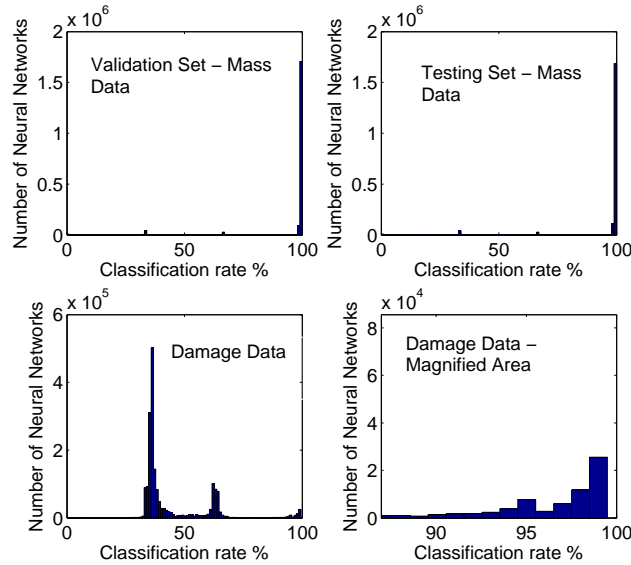 x 10^6
Number of Neural Networks
2
1.5
1
0.5
0
Validation Set – Mass
Data
0 50 100
Classification rate %
x 10^6
Number of Neural Networks
2
1.5
1
0.5
0
Testing Set – Mass
Data
0 50 100
Classification rate %
x 10^5
Number of Neural Networks
6
4
2
0
Damage Data
0 50 100
Classification rate %
x 10^4
Number of Neural Networks
8
6
4
2
0
Damage Data –
Magnified Area
90 95 100
Classification rate %